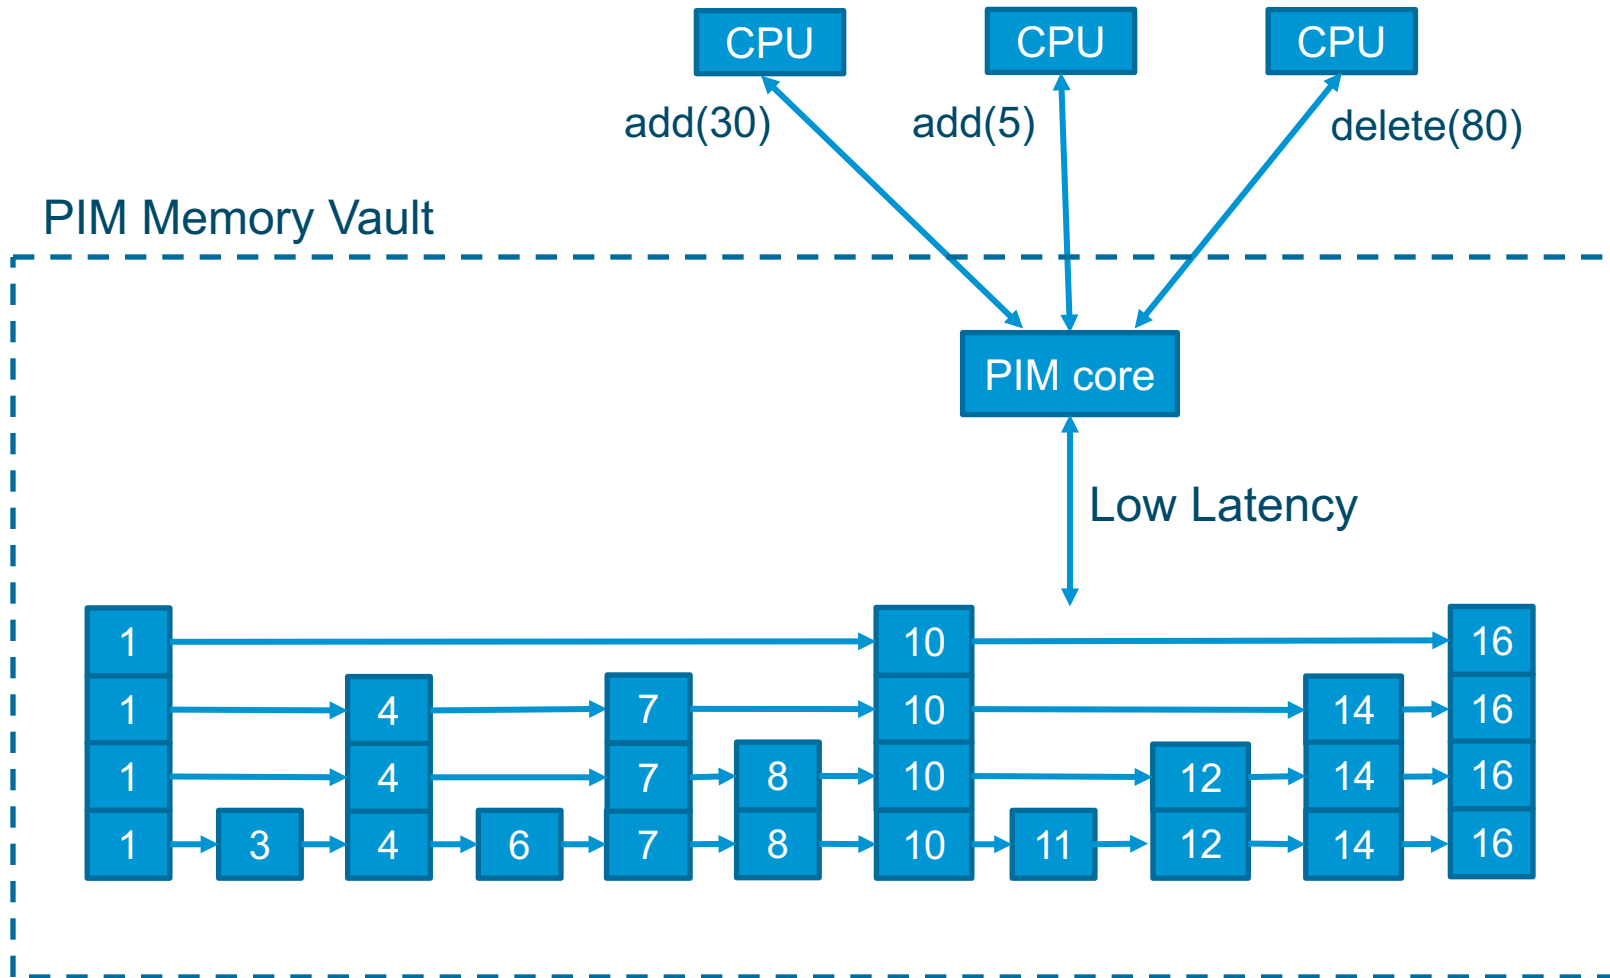 CPU CPU CPU
add(30) add(5) delete(80)
PIM Memory Vault
PIM core
Low Latency
1 10 16
1 4 7 10 14 16
1 4 7 8 10 12 14 16
1 3 4 6 7 8 10 11 12 14 16